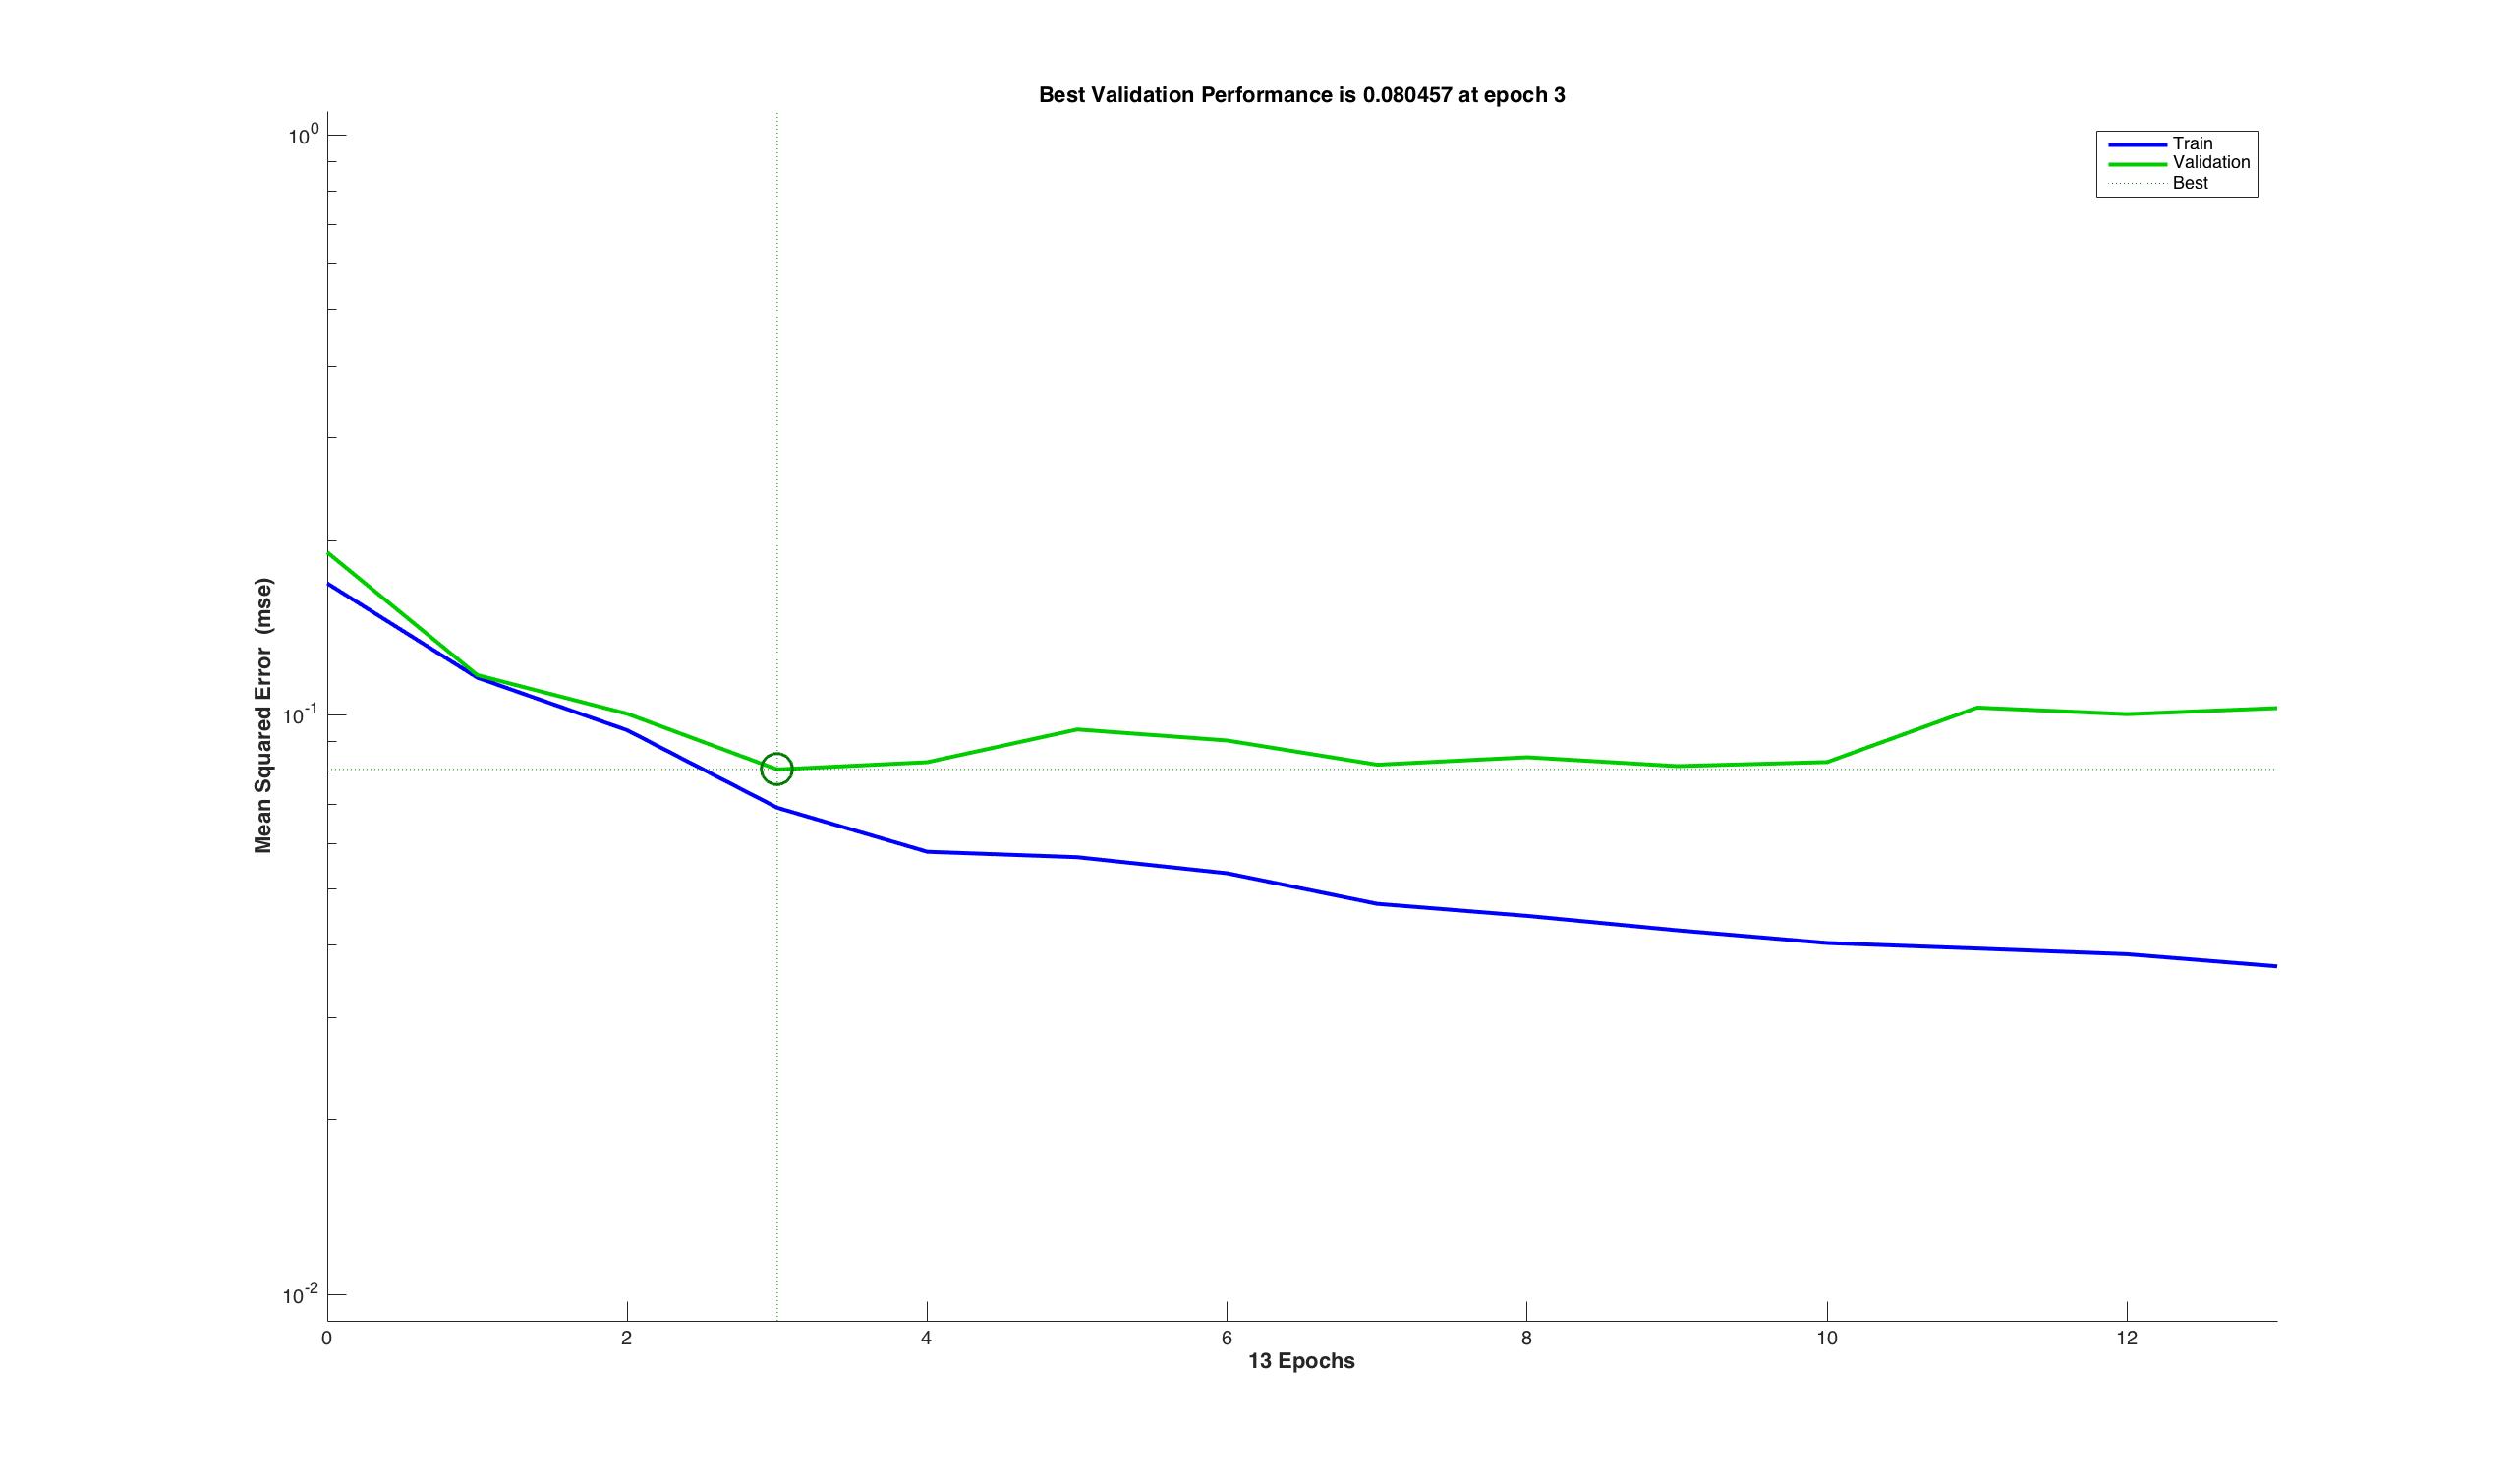 Best Validation Performance is 0.080457 at epoch 3
Train
Validation
Best
Mean Squared Error  (mse)
10^0
10^-1
10^-2
0 2 4 6 8 10 12
13 Epochs